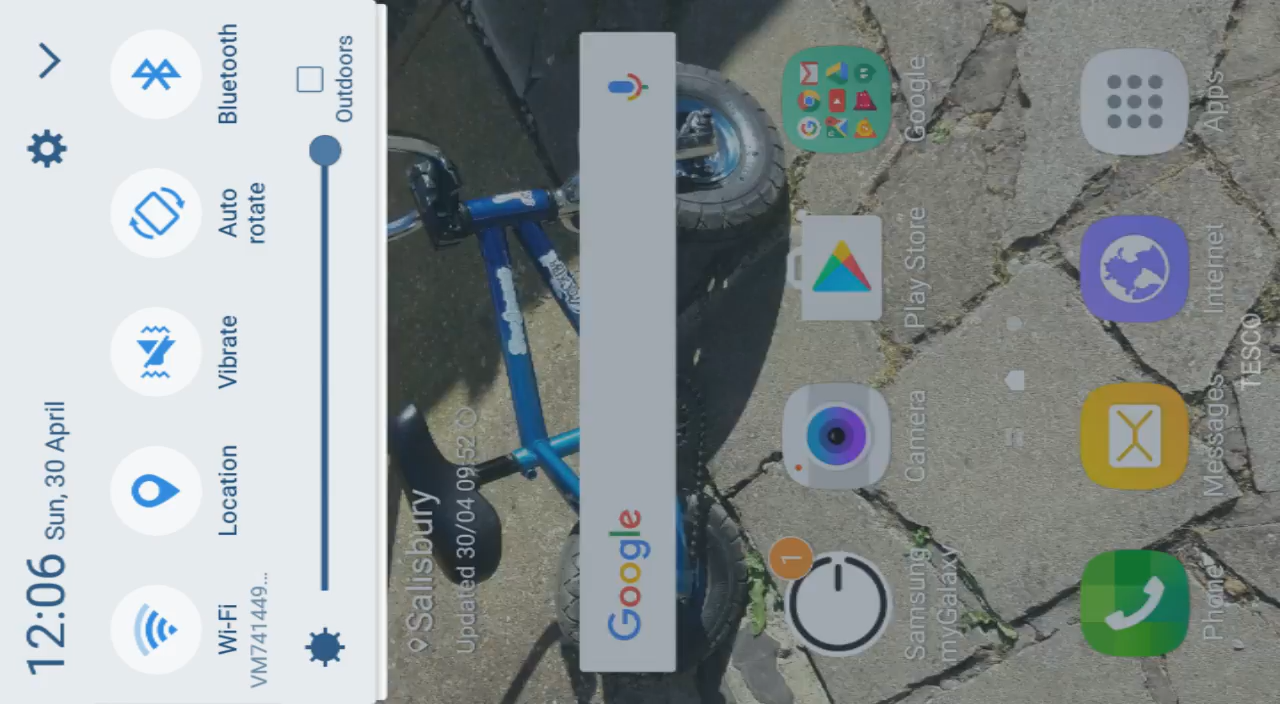 12:06 Sun, 30 April
Wi-Fi
VM741449...
Location
Vibrate
Auto
rotate
Bluetooth
Outdoors
Salisbury
Updated 30/04 09:52
Google
1
Samsung
myGalaxy
Camera
Play Store
Google
Phone
Messages
Internet
Apps
TESCO